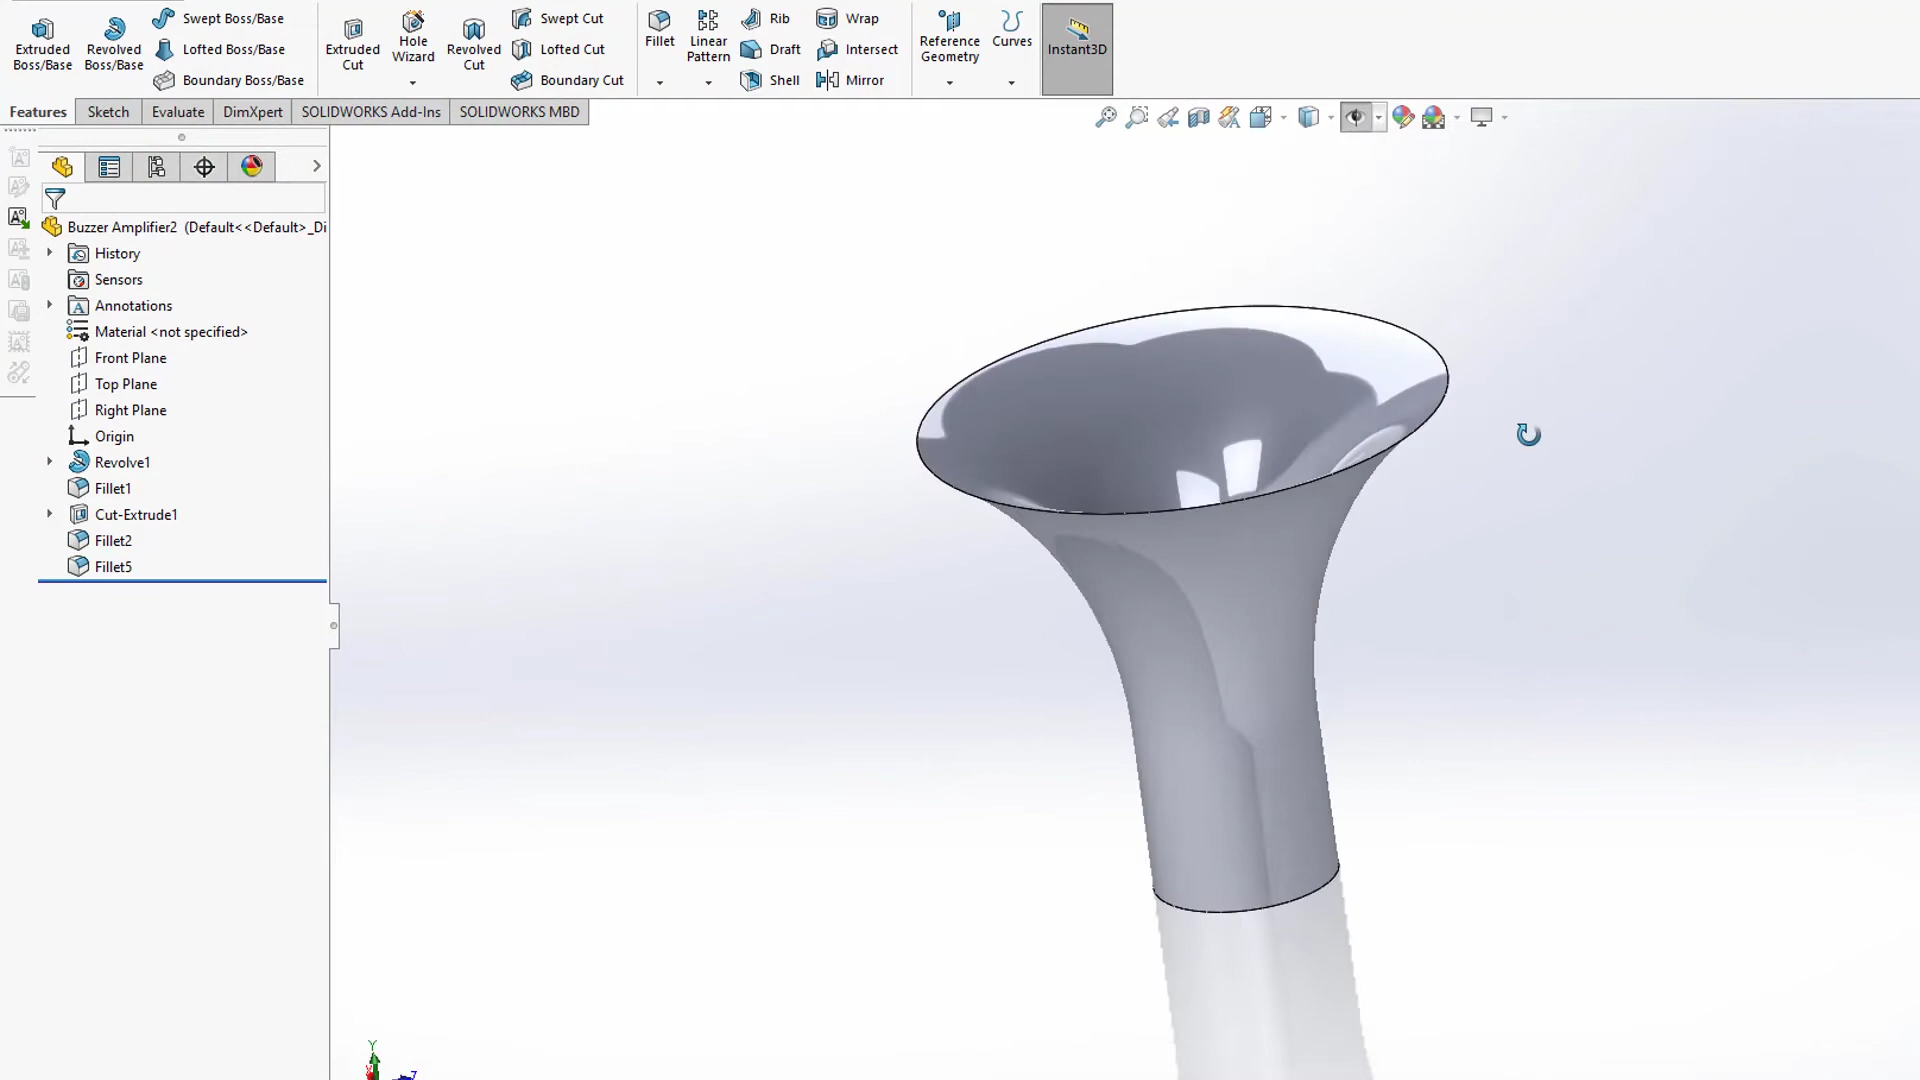 Extruded Boss/Base
Revolved Boss/Base
Swept Boss/Base
Lofted Boss/Base
Boundary Boss/Base
Extruded Cut
Hole Wizard
Revolved Cut
Swept Cut
Lofted Cut
Boundary Cut
Fillet
Linear Pattern
Rib
Draft
Shell
Wrap
Intersect
Mirror
Reference Geometry
Curves
Instant3D
Features
Sketch
Evaluate
DimXpert
SOLIDWORKS Add-Ins
SOLIDWORKS MBD
Buzzer Amplifier2 (Default<<Default>_Di
History
Sensors
Annotations
Material <not specified>
Front Plane
Top Plane
Right Plane
Origin
Revolve1
Fillet1
Cut-Extrude1
Fillet2
Fillet5
Y
X
Z